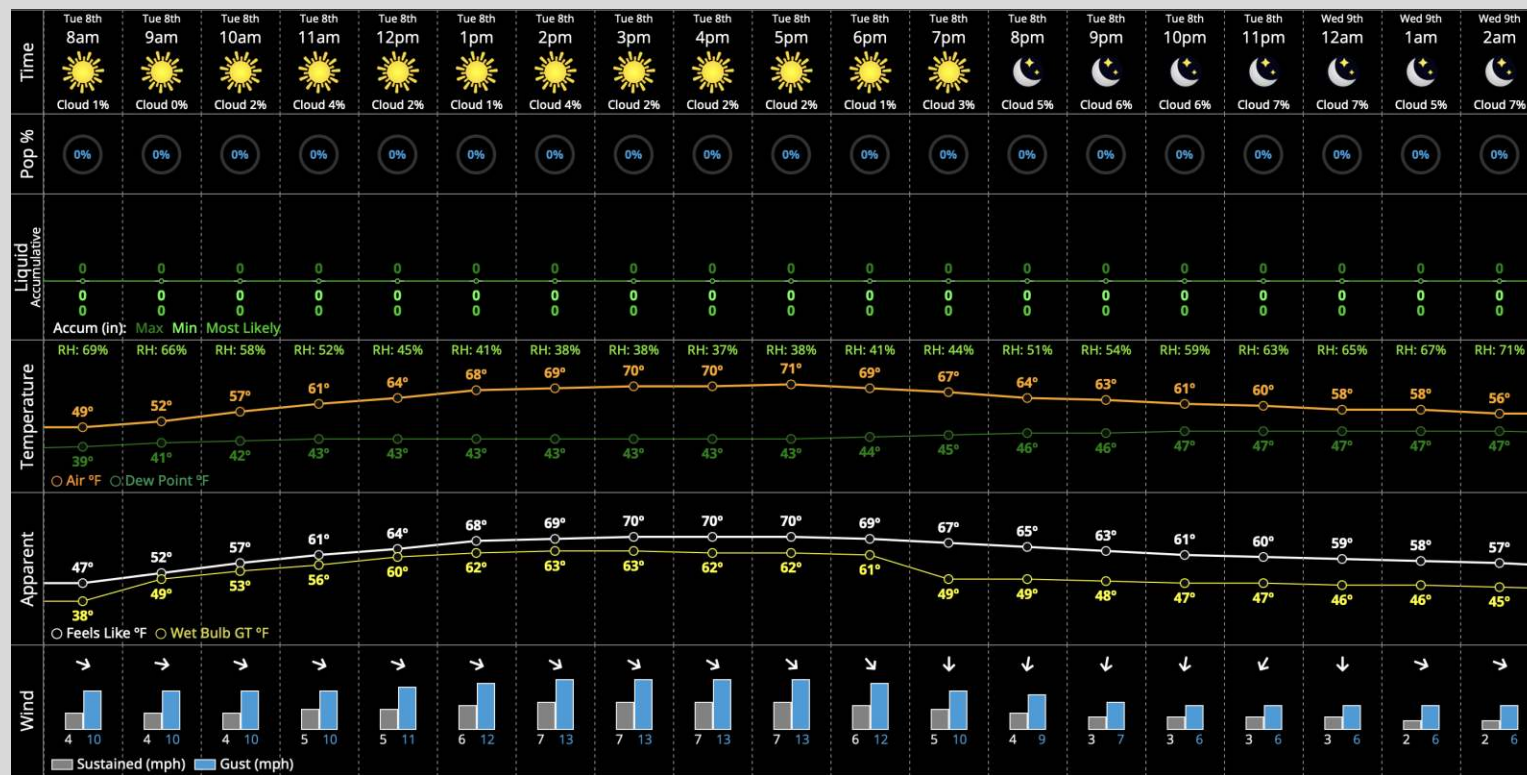 Time
Tue 8th Tue 8th Tue 8th Tue 8th Tue 8th Tue 8th Tue 8th Tue 8th Tue 8th Tue 8th Tue 8th Tue 8th Tue 8th Tue 8th Tue 8th Tue 8th Wed 9th Wed 9th Wed 9th
8am 9am 10am 11am 12pm 1pm 2pm 3pm 4pm 5pm 6pm 7pm 8pm 9pm 10pm 11pm 12am 1am 2am
Cloud 1% Cloud 0% Cloud 2% Cloud 4% Cloud 2% Cloud 1% Cloud 4% Cloud 2% Cloud 2% Cloud 2% Cloud 1% Cloud 3% Cloud 5% Cloud 6% Cloud 6% Cloud 7% Cloud 7% Cloud 5% Cloud 7%
Pop %
0% 0% 0% 0% 0% 0% 0% 0% 0% 0% 0% 0% 0% 0% 0% 0% 0% 0% 0%
Liquid
Accumulative
0 0 0 0 0 0 0 0 0 0 0 0 0 0 0 0 0 0 0
0 0 0 0 0 0 0 0 0 0 0 0 0 0 0 0 0 0 0
0 0 0 0 0 0 0 0 0 0 0 0 0 0 0 0 0 0 0
Accum (in): Max Min Most Likely
Temperature
RH: 69% RH: 66% RH: 58% RH: 52% RH: 45% RH: 41% RH: 38% RH: 38% RH: 37% RH: 38% RH: 41% RH: 44% RH: 51% RH: 54% RH: 59% RH: 63% RH: 65% RH: 67% RH: 71%
49° 52° 57° 61° 64° 68° 69° 70° 70° 71° 69° 67° 64° 63° 61° 60° 58° 58° 56°
39° 41° 42° 43° 43° 43° 43° 43° 43° 43° 44° 45° 46° 46° 47° 47° 47° 47° 47°
Air ºF Dew Point ºF
Apparent
47° 52° 57° 61° 64° 68° 69° 70° 70° 70° 69° 67° 65° 63° 61° 60° 59° 58° 57°
38° 49° 53° 56° 60° 62° 63° 63° 62° 62° 61° 49° 49° 48° 47° 47° 46° 46° 45°
Feels Like ºF Wet Bulb GT ºF
Wind
4 10 4 10 4 10 5 10 5 11 6 12 7 13 7 13 7 13 7 13 6 12 5 10 4 9 3 7 3 6 3 6 3 6 2 6 2 6
Sustained (mph) Gust (mph)